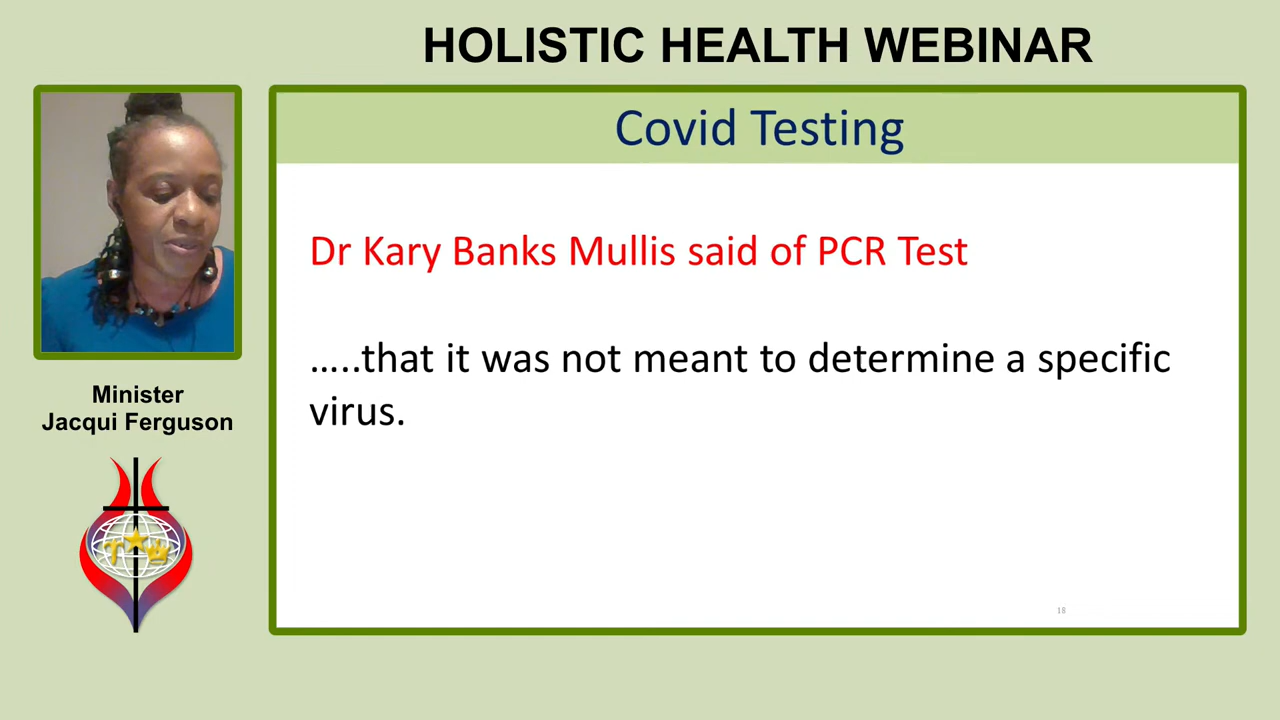 HOLISTIC HEALTH WEBINAR
Covid Testing
Dr Kary Banks Mullis said of PCR Test
…..that it was not meant to determine a specific
virus.
Minister
Jacqui Ferguson
18